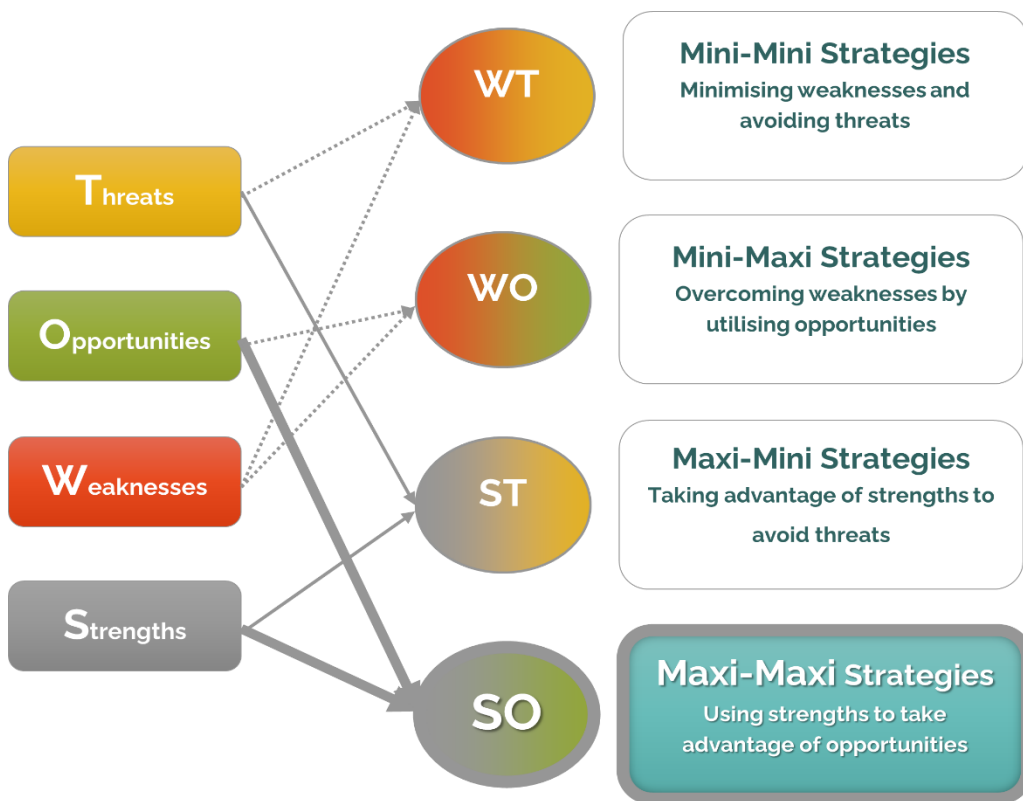 Threats
Opportunities
Weaknesses
Strengths
WT
Mini-Mini Strategies
Minimising weaknesses and
avoiding threats
WO
Mini-Maxi Strategies
Overcoming weaknesses by
utilising opportunities
ST
Maxi-Mini Strategies
Taking advantage of strengths to
avoid threats
SO
Maxi-Maxi Strategies
Using strengths to take
advantage of opportunities